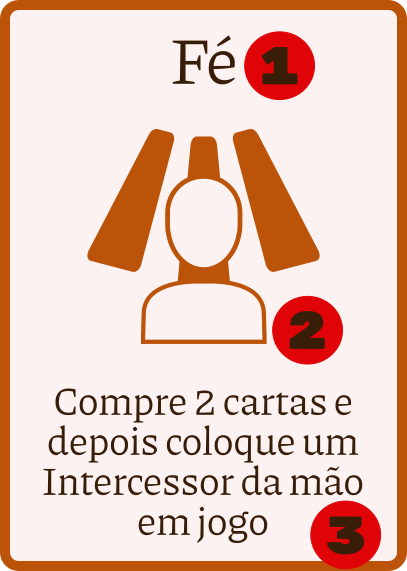 Fé 1
2
Compre 2 cartas e
depois coloque um
Intercessor da mão
em jogo
3